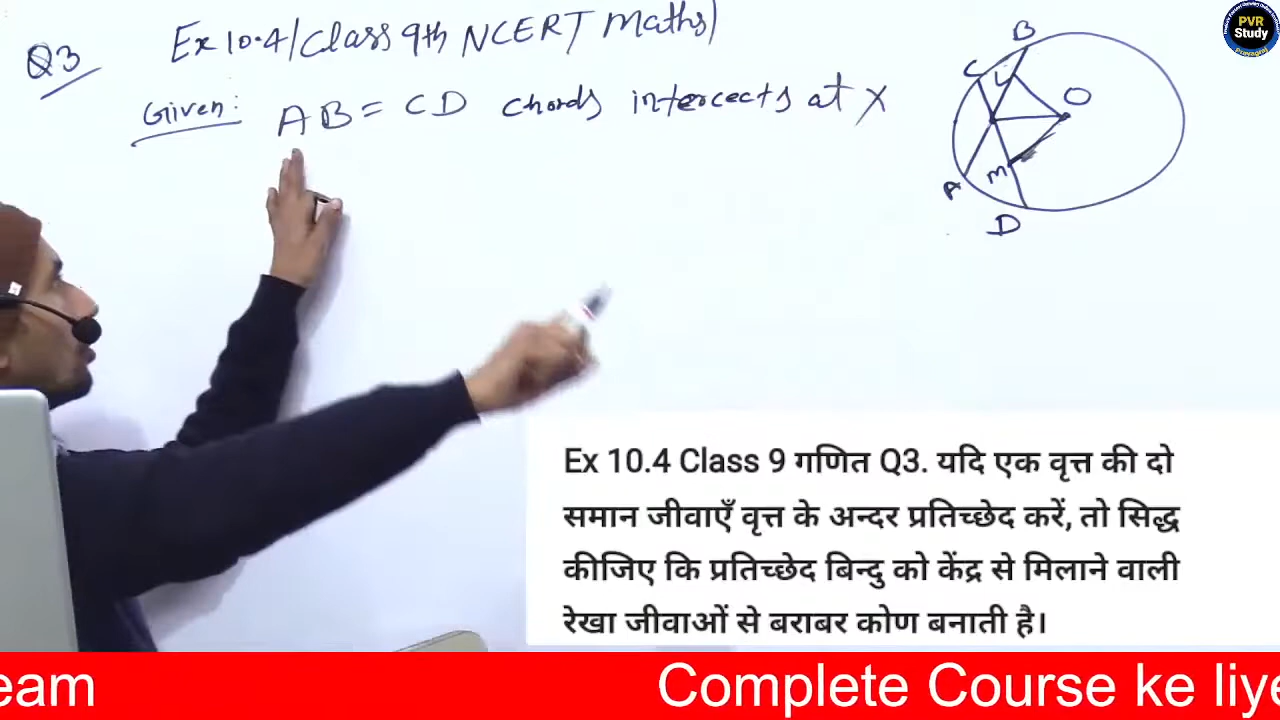 Q3
Ex 10.4/Class 9th NCERT Maths)
Given: AB = CD chords intercects at X
B
C
L
O
M
A
D
PVR
Study
Ex 10.4 Class 9 गणित Q3. यदि एक वृत्त की दो
समान जीवाएँ वृत्त के अन्दर प्रतिच्छेद करें, तो सिद्ध
कीजिए कि प्रतिच्छेद बिन्दु को केंद्र से मिलाने वाली
रेखा जीवाओं से बराबर कोण बनाती है।
eam Complete Course ke liye